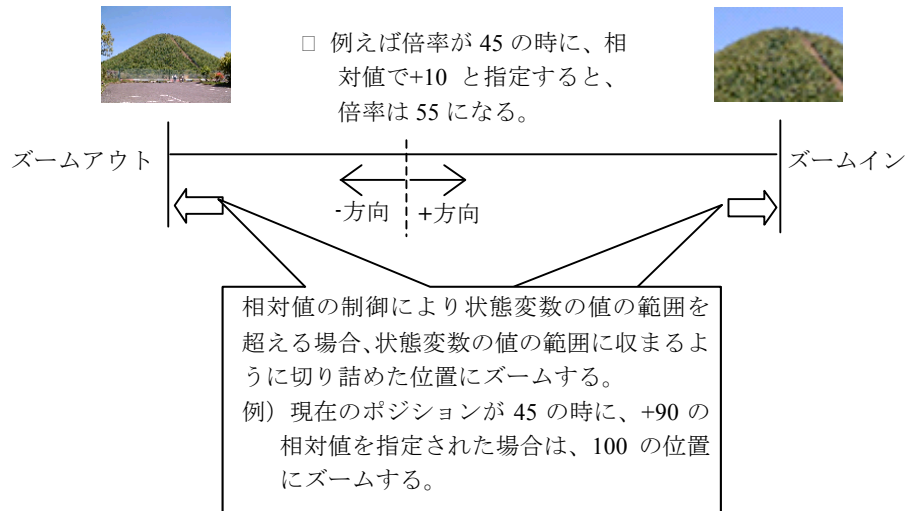 □ 例えば倍率が 45 の時に、相
対値で+10 と指定すると、
倍率は 55 になる。
ズームアウト
ズームイン
-方向
+方向
相対値の制御により状態変数の値の範囲を
超える場合、状態変数の値の範囲に収まるよ
うに切り詰めた位置にズームする。
例）現在のポジションが 45 の時に、+90 の
相対値を指定された場合は、100 の位置
にズームする。